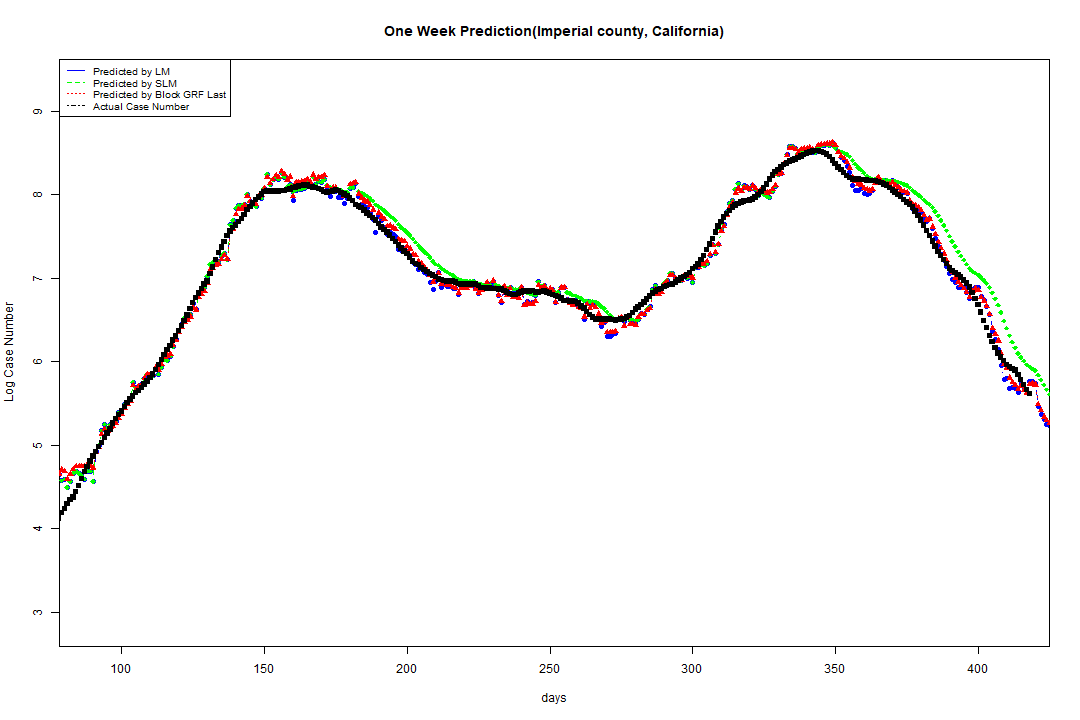 One Week Prediction(Imperial county, California)
Predicted by LM
Predicted by SLM
Predicted by Block GRF Last
Actual Case Number
9
8
7
6
5
4
3
Log Case Number
100 150 200 250 300 350 400
days